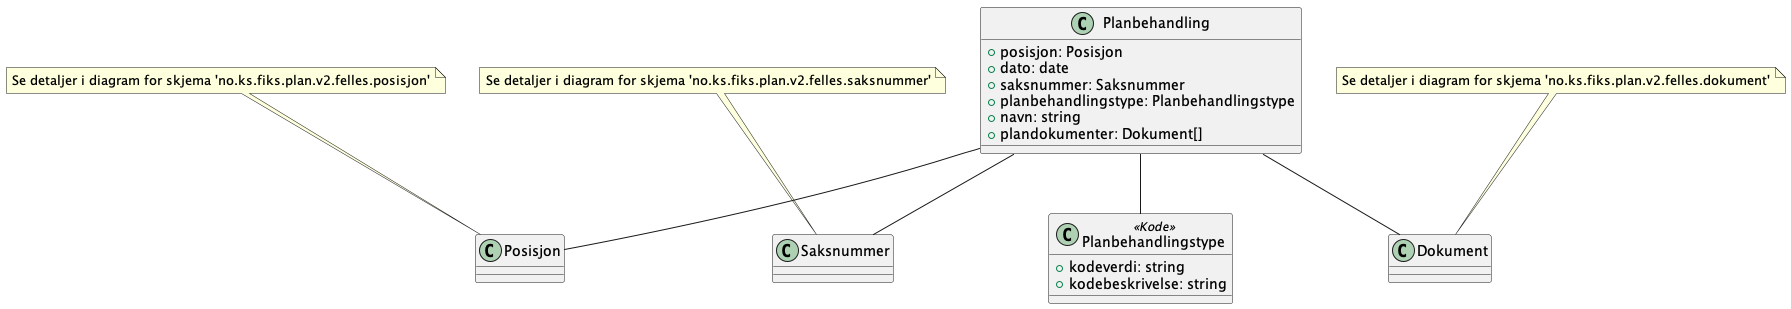 C Planbehandling
posisjon: Posisjon
dato: date
saksnummer: Saksnummer
planbehandlingstype: Planbehandlingstype
navn: string
plandokumenter: Dokument[]
Se detaljer i diagram for skjema 'no.ks.fiks.plan.v2.felles.posisjon'
Se detaljer i diagram for skjema 'no.ks.fiks.plan.v2.felles.saksnummer'
Se detaljer i diagram for skjema 'no.ks.fiks.plan.v2.felles.dokument'
C Posisjon
C Saksnummer
«Kode»
C Planbehandlingstype
kodeverdi: string
kodebeskrivelse: string
C Dokument